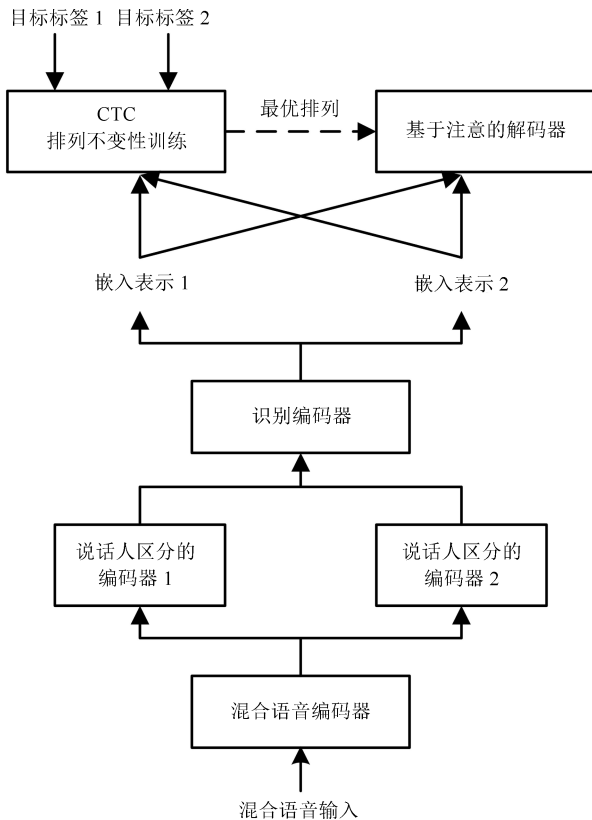 目标标签 1 目标标签 2
CTC
排列不变性训练
最优排列
基于注意的解码器
嵌入表示 1
嵌入表示 2
识别编码器
说话人区分的
编码器 1
说话人区分的
编码器 2
混合语音编码器
混合语音输入